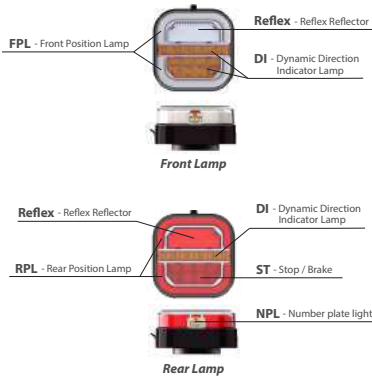 Reflex - Reflex Reflector
FPL - Front Position Lamp
DI - Dynamic Direction
Indicator Lamp
Front Lamp
DI - Dynamic Direction
Indicator Lamp
Reflex - Reflex Reflector
RPL - Rear Position Lamp
ST - Stop / Brake
NPL - Number plate light
Rear Lamp